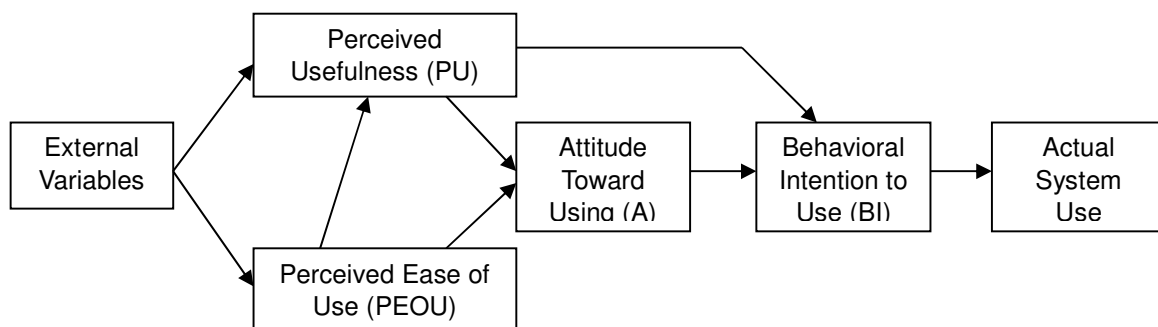 Perceived
Usefulness (PU)
External
Variables
Attitude
Toward
Using (A)
Behavioral
Intention to
Use (BI)
Actual
System
Use
Perceived Ease of
Use (PEOU)